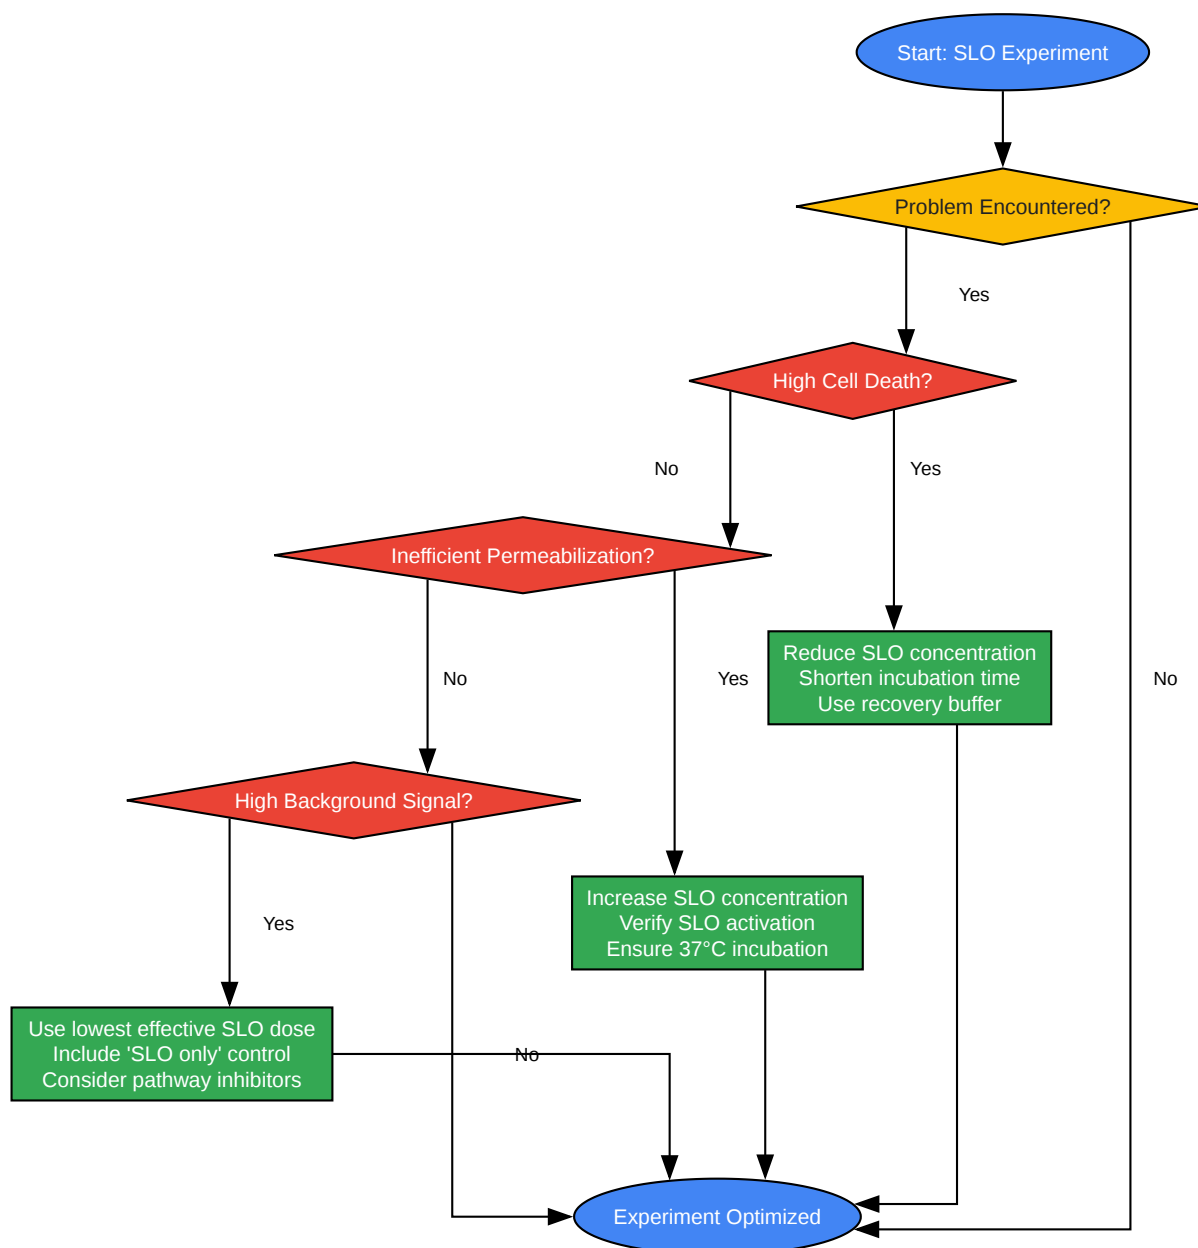 Start: SLO Experiment
Problem Encountered?
Yes
High Cell Death?
No
Yes
Inefficient Permeabilization?
Reduce SLO concentration
Shorten incubation time
Use recovery buffer
No
Yes
No
High Background Signal?
Increase SLO concentration
Verify SLO activation
Ensure 37°C incubation
Yes
Use lowest effective SLO dose
Include 'SLO only' control
Consider pathway inhibitors
No
Experiment Optimized